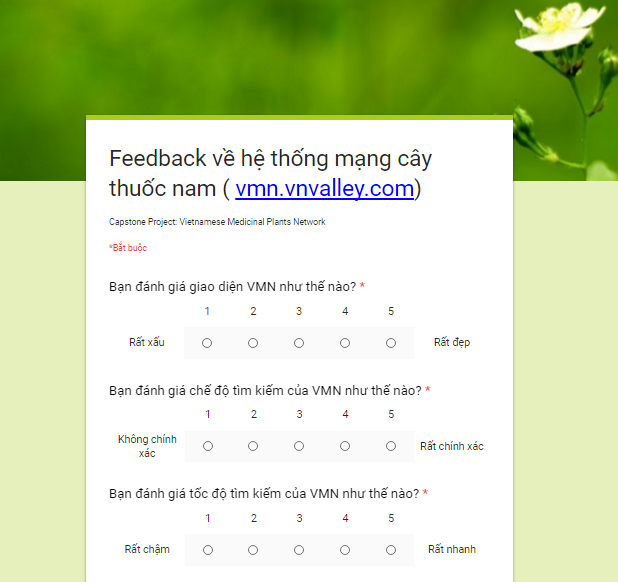 Feedback về hệ thống mạng cây
thuốc nam ( vmn.vnvalley.com)
Capstone Project: Vietnamese Medicinal Plants Network
*Bắt buộc
Bạn đánh giá giao diện VMN như thế nào? *
1 2 3 4 5
Rất xấu Rất đẹp
Bạn đánh giá chế độ tìm kiếm của VMN như thế nào? *
1 2 3 4 5
Không chính
xác
Rất chính xác
Bạn đánh giá tốc độ tìm kiếm của VMN như thế nào? *
1 2 3 4 5
Rất chậm Rất nhanh